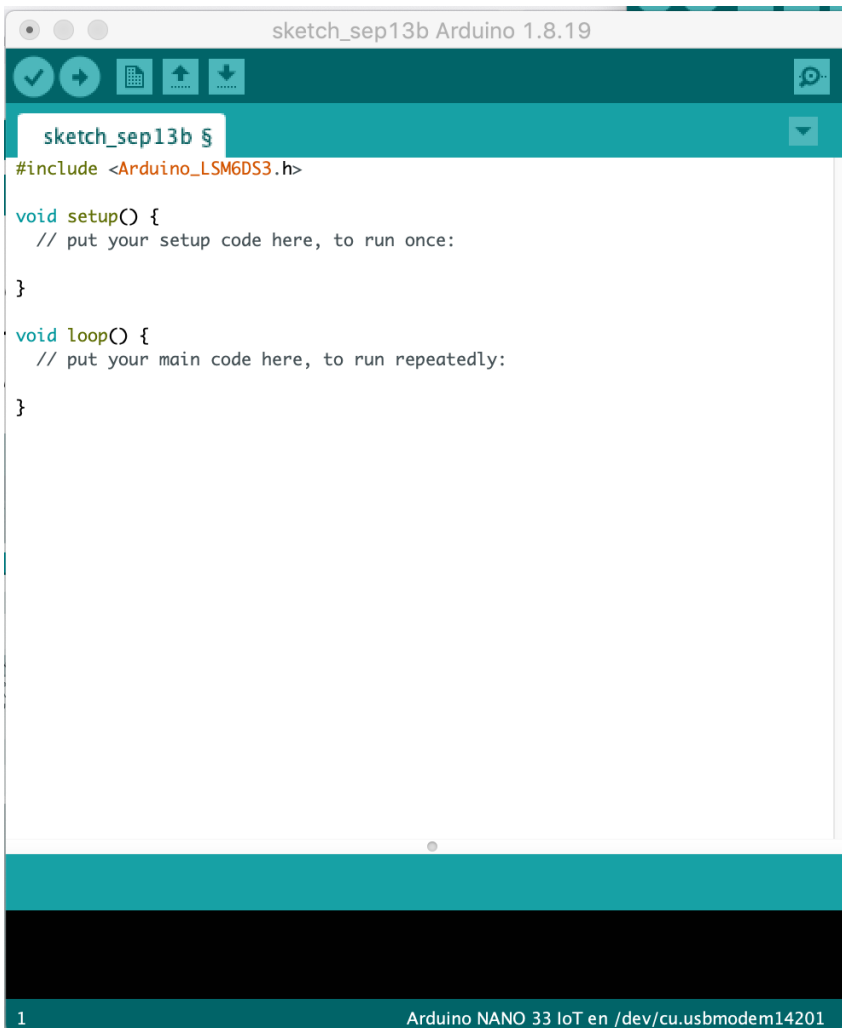 sketch_sep13b Arduino 1.8.19
sketch_sep13b §
#include <Arduino_LSM6DS3.h>
void setup() {
// put your setup code here, to run once:
}
void loop() {
// put your main code here, to run repeatedly:
}
1
Arduino NANO 33 IoT en /dev/cu.usbmodem14201